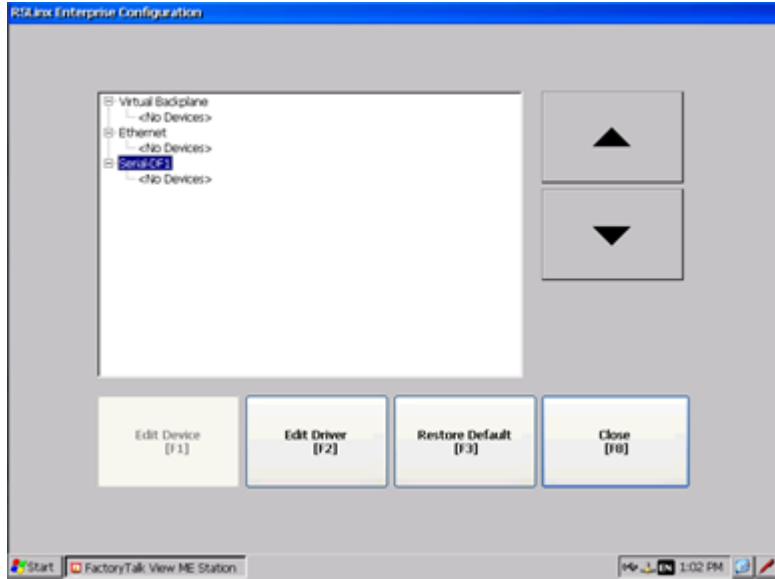 RSLinx Enterprise Configuration
Virtual Backplane
<No Devices>
Ethernet
<No Devices>
Serial-DF1
<No Devices>
Edit Device
[F1]
Edit Driver
[F2]
Restore Default
[F3]
Close
[F8]
Start
FactoryTalk View ME Station
EN
1:02 PM